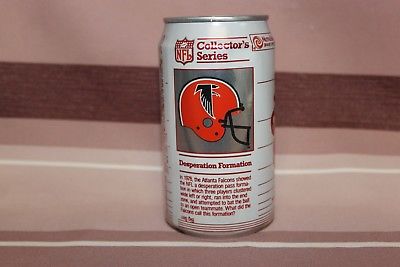 NFL
Collector's
Series
Desperation Formation
In 1978, the Atlanta Falcons showed
the NFL a desperation pass forma-
tion in which three players clustered
wide left or right, ran into the end
zone, and attempted to bat the ball
to an open teammate. What did the
Falcons call this formation?